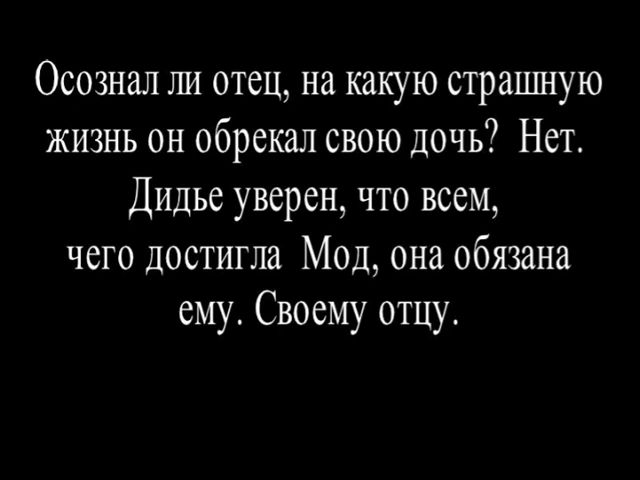 Осознал ли отец, на какую страшную
жизнь он обрекал свою дочь? Нет.
Дидье уверен, что всем,
чего достигла Мод, она обязана
ему. Своему отцу.